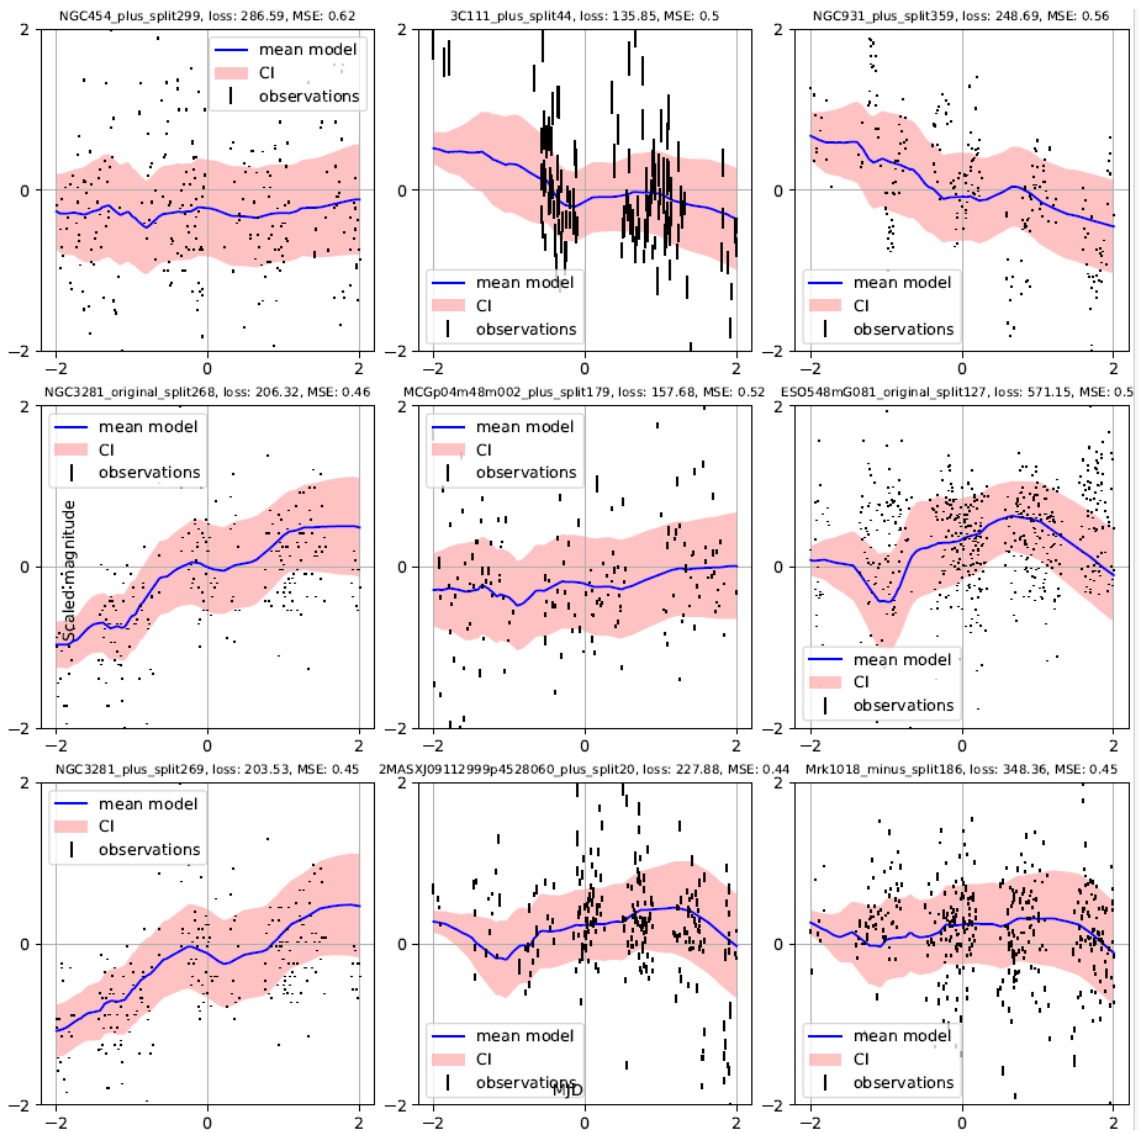 NGC454_plus_split299, loss: 286.59, MSE: 0.62
3C111_plus_split44, loss: 135.85, MSE: 0.5
NGC931_plus_split359, loss: 248.69, MSE: 0.56
2
mean model
CI
observations
0
−2
−2
0
2
2
0
mean model
CI
observations
−2
−2
0
2
2
0
mean model
CI
observations
−2
−2
0
2
NGC3281_original_split268, loss: 206.32, MSE: 0.46
MCGp04m48m002_plus_split179, loss: 157.68, MSE: 0.52
ESO548mG081_original_split127, loss: 571.15, MSE: 0.5
2
mean model
CI
observations
Scaled magnitude
0
−2
−2
0
2
2
mean model
CI
observations
0
−2
−2
0
2
2
0
mean model
CI
observations
−2
−2
0
2
NGC3281_plus_split269, loss: 203.53, MSE: 0.45
2MASXJ09112999p4528060_plus_split20, loss: 227.88, MSE: 0.44
Mrk1018_minus_split186, loss: 348.36, MSE: 0.45
2
mean model
CI
observations
0
−2
−2
0
2
2
0
mean model
CI
observations
MJD
−2
−2
0
2
2
0
mean model
CI
observations
−2
−2
0
2